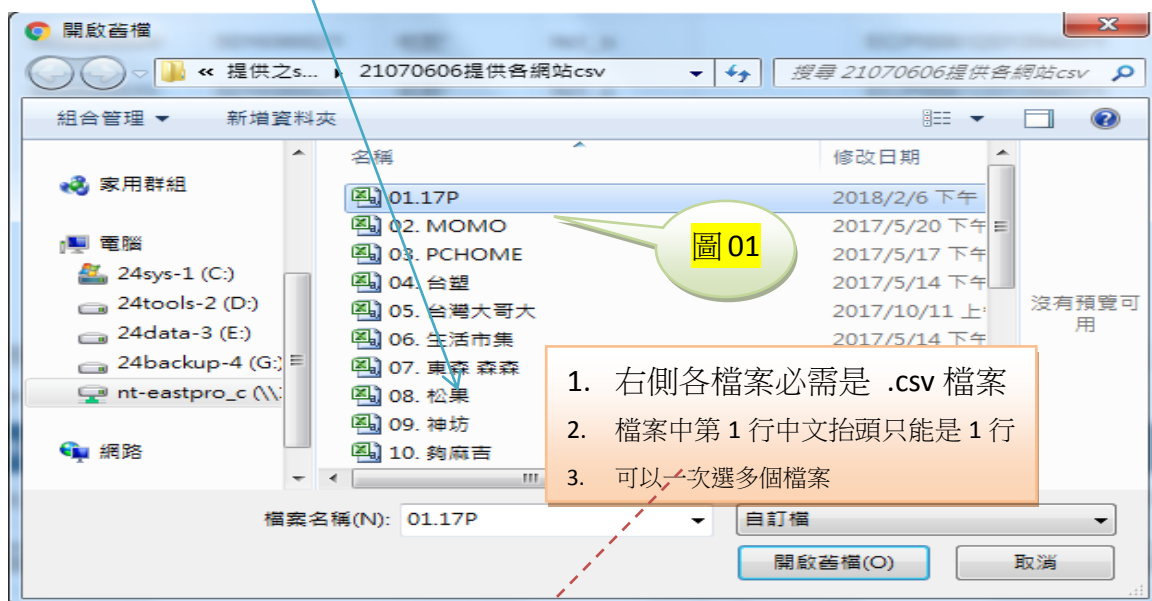 開啟舊檔
« 提供之s... ▸ 21070606提供各網站csv
搜尋 21070606提供各網站csv
組合管理 新增資料夾
名稱 修改日期
家用群組
電腦
24sys-1 (C:)
24tools-2 (D:)
24data-3 (E:)
24backup-4 (G:)
nt-eastpro_c (\\
網路
01.17P 2018/2/6 下午
02. MOMO 2017/5/20 下午
03. PCHOME 2017/5/17 下午
04. 台塑 2017/5/14 下午
05. 台灣大哥大 2017/10/11 上
06. 生活市集 2017/5/14 下午
07. 東森 森森
08. 松果
09. 神坊
10. 夠麻吉
圖 01
沒有預覽可
用
1. 右側各檔案必需是 .csv 檔案
2. 檔案中第 1 行中文抬頭只能是 1 行
3. 可以一次選多個檔案
檔案名稱(N): 01.17P 自訂檔
開啟舊檔(O) 取消